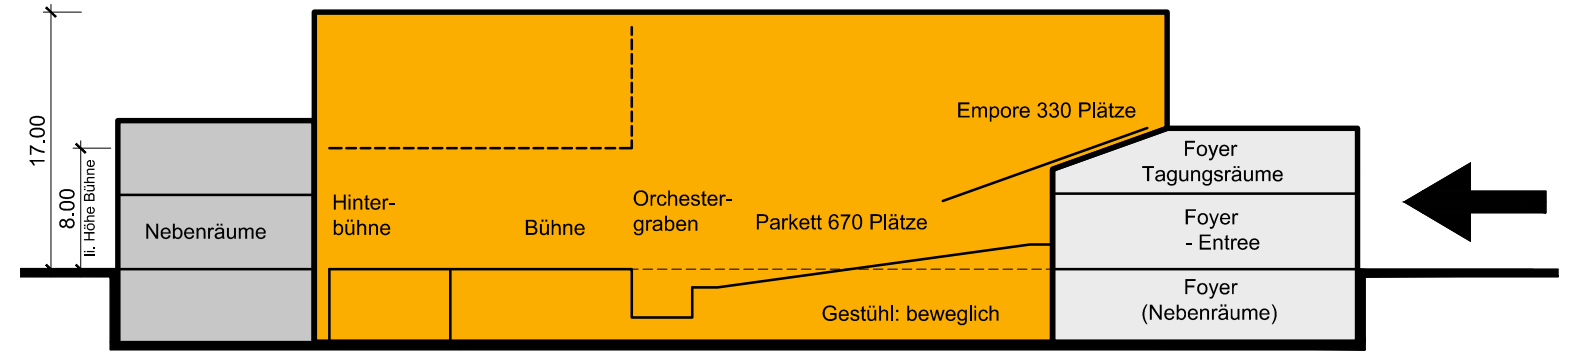 17.00
8.00
li. Höhe Bühne
Nebenräume
Hinter-
bühne
Bühne
Orchester-
graben
Parkett 670 Plätze
Empore 330 Plätze
Gestühl: beweglich
Foyer
Tagungsräume
Foyer
- Entree
Foyer
(Nebenräume)